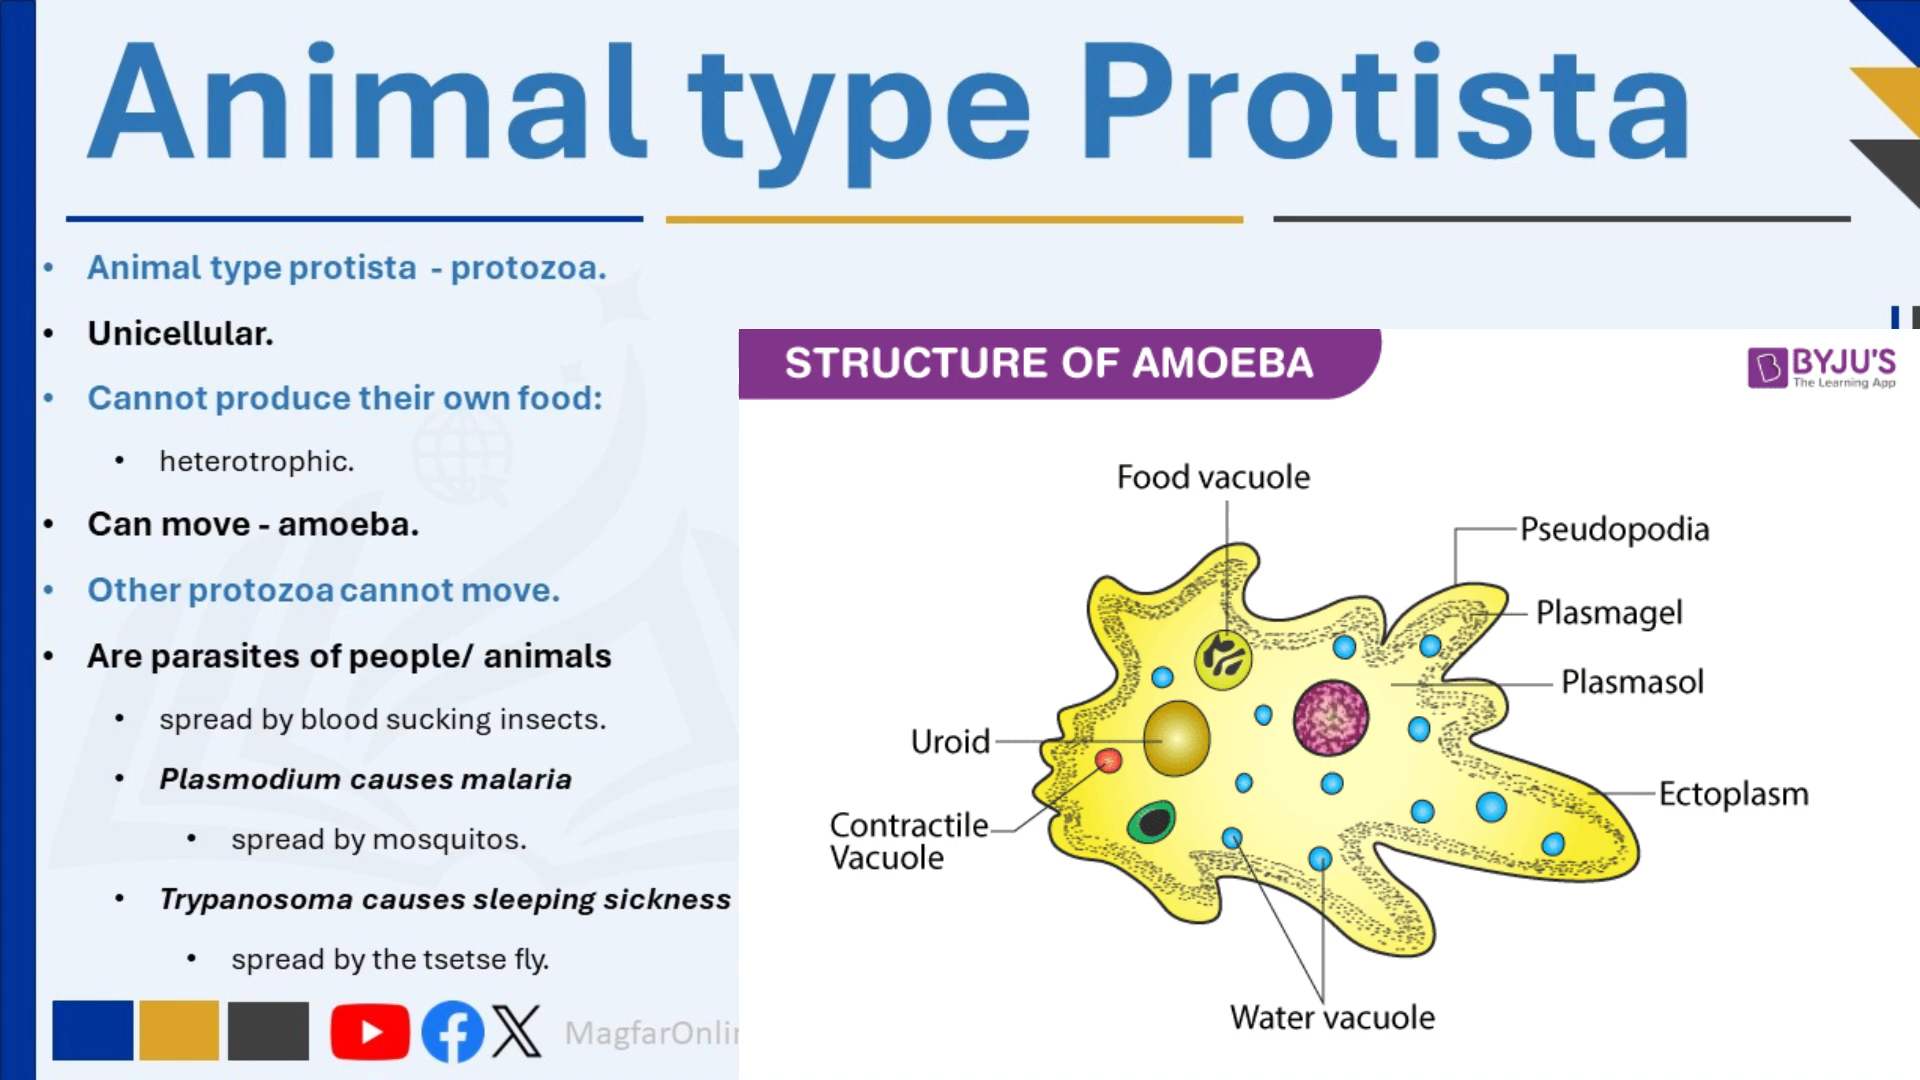 Animal type Protista
• Animal type protista - protozoa.
• Unicellular.
• Cannot produce their own food:
• heterotrophic.
• Can move - amoeba.
• Other protozoa cannot move.
• Are parasites of people/ animals
• spread by blood sucking insects.
• Plasmodium causes malaria
• spread by mosquitos.
• Trypanosoma causes sleeping sickness
• spread by the tsetse fly.
STRUCTURE OF AMOEBA
BYJU'S
The Learning App
Food vacuole
Pseudopodia
Plasmagel
Plasmasol
Uroid
Ectoplasm
Contractile
Vacuole
Water vacuole